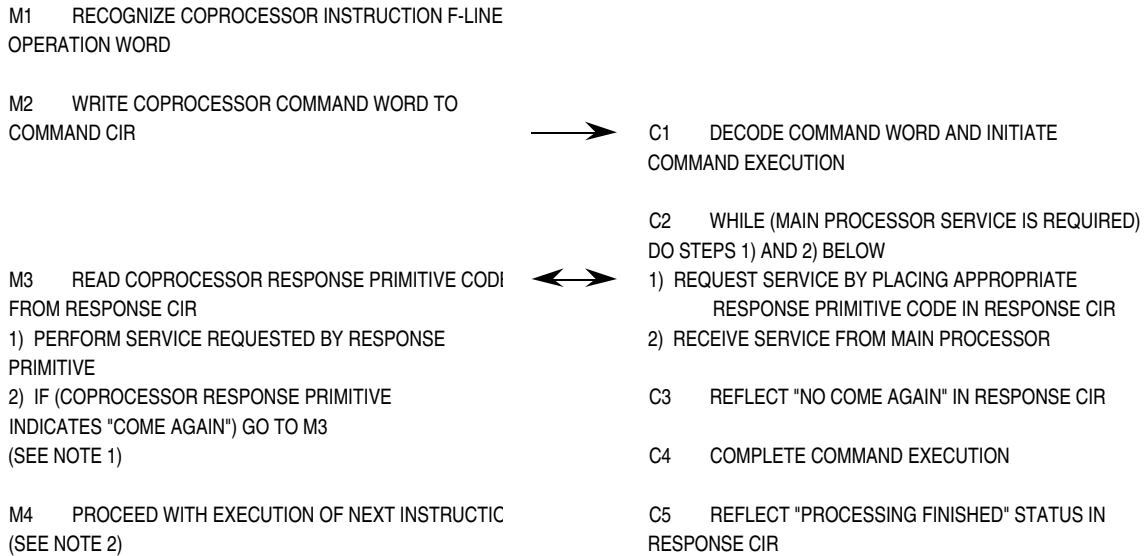 M1 RECOGNIZE COPROCESSOR INSTRUCTION F-LINE
OPERATION WORD
M2 WRITE COPROCESSOR COMMAND WORD TO
COMMAND CIR
M3 READ COPROCESSOR RESPONSE PRIMITIVE CODE
FROM RESPONSE CIR
1) PERFORM SERVICE REQUESTED BY RESPONSE
PRIMITIVE
2) IF (COPROCESSOR RESPONSE PRIMITIVE
INDICATES "COME AGAIN") GO TO M3
(SEE NOTE 1)
M4 PROCEED WITH EXECUTION OF NEXT INSTRUCTIO
(SEE NOTE 2)
C1 DECODE COMMAND WORD AND INITIATE
COMMAND EXECUTION
C2 WHILE (MAIN PROCESSOR SERVICE IS REQUIRED)
DO STEPS 1) AND 2) BELOW
1) REQUEST SERVICE BY PLACING APPROPRIATE
RESPONSE PRIMITIVE CODE IN RESPONSE CIR
2) RECEIVE SERVICE FROM MAIN PROCESSOR
C3 REFLECT "NO COME AGAIN" IN RESPONSE CIR
C4 COMPLETE COMMAND EXECUTION
C5 REFLECT "PROCESSING FINISHED" STATUS IN
RESPONSE CIR